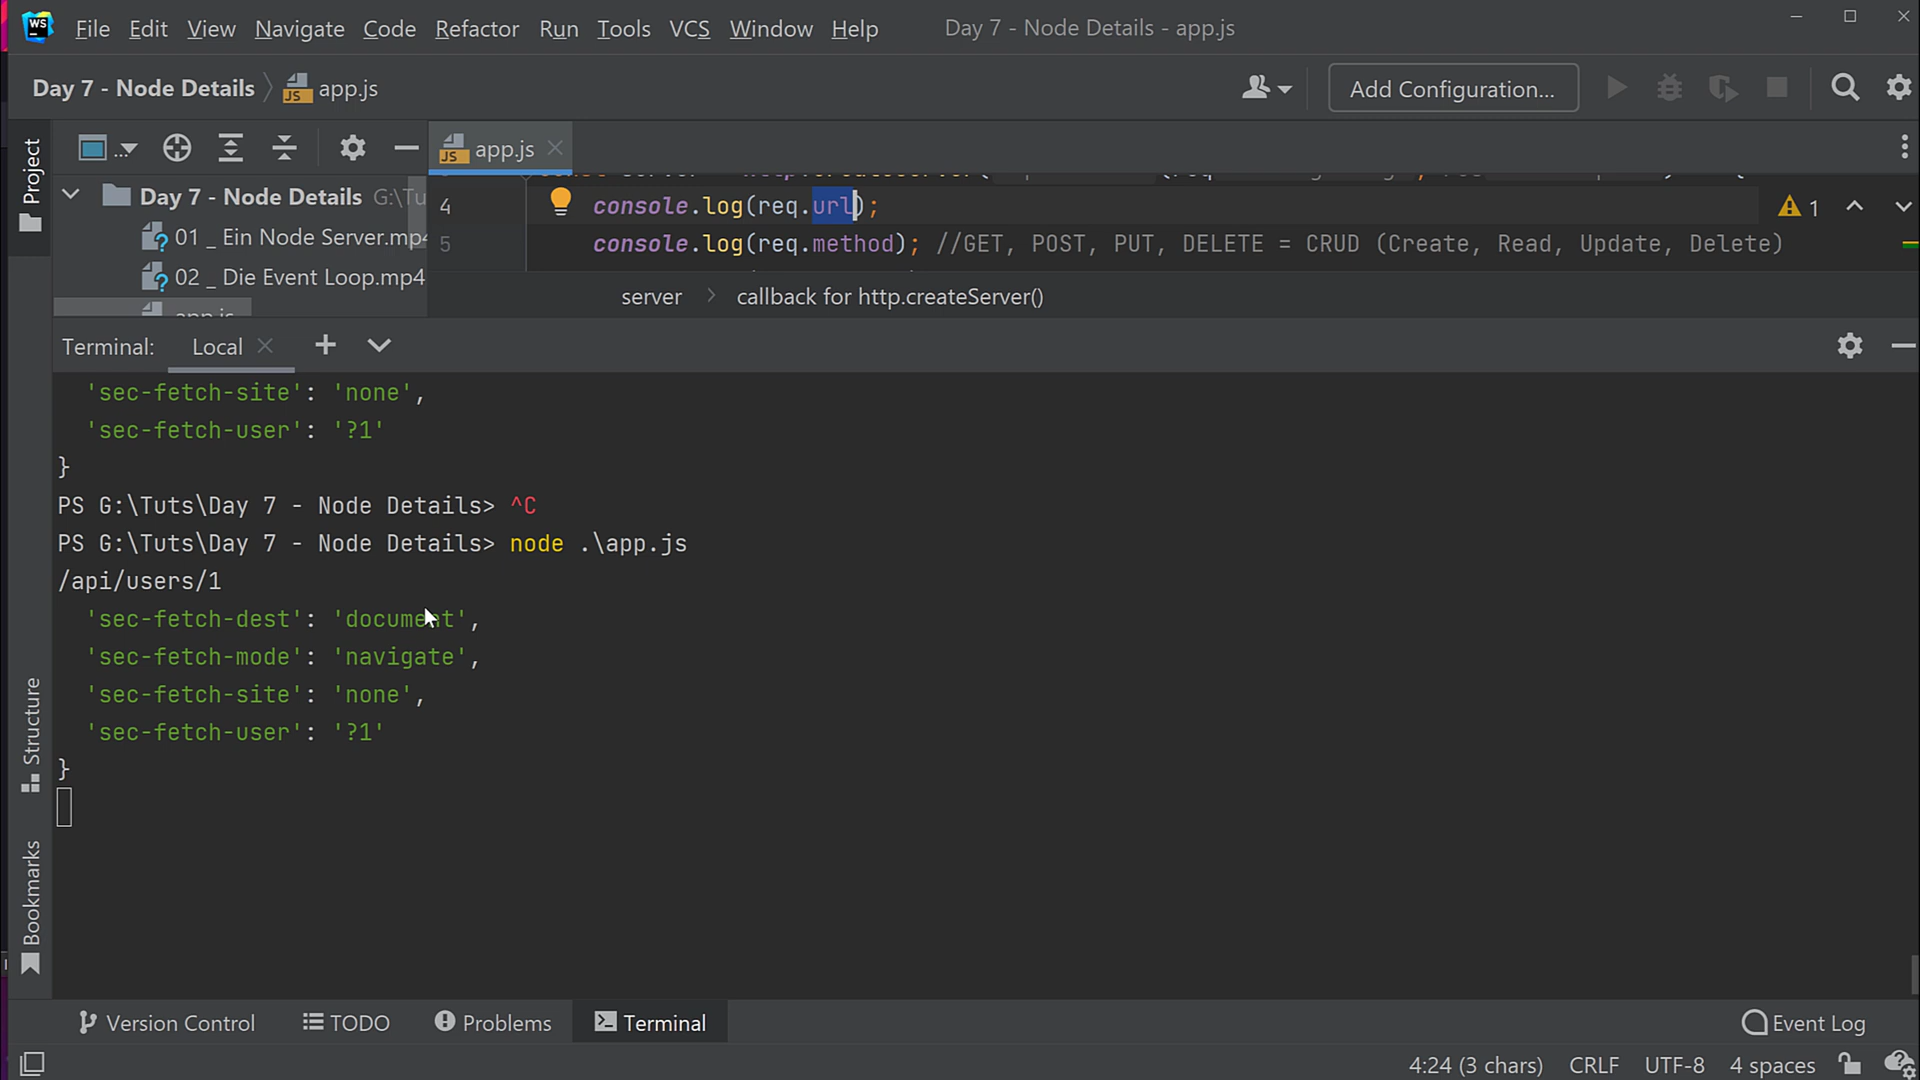 WS File Edit View Navigate Code Refactor Run Tools VCS Window Help Day 7 - Node Details - app.js
Day 7 - Node Details app.js Add Configuration...
Project
... app.js
Day 7 - Node Details G:\Tu
01 _ Ein Node Server.mp4
02 _ Die Event Loop.mp4
app.js
4 console.log(req.url); 1
5 console.log(req.method); //GET, POST, PUT, DELETE = CRUD (Create, Read, Update, Delete)
server callback for http.createServer()
Terminal: Local
'sec-fetch-site': 'none',
'sec-fetch-user': '?1'
}
PS G:\Tuts\Day 7 - Node Details> ^C
PS G:\Tuts\Day 7 - Node Details> node .\app.js
/api/users/1
'sec-fetch-dest': 'document',
'sec-fetch-mode': 'navigate',
'sec-fetch-site': 'none',
'sec-fetch-user': '?1'
}
Structure
Bookmarks
Version Control TODO Problems Terminal Event Log
4:24 (3 chars) CRLF UTF-8 4 spaces